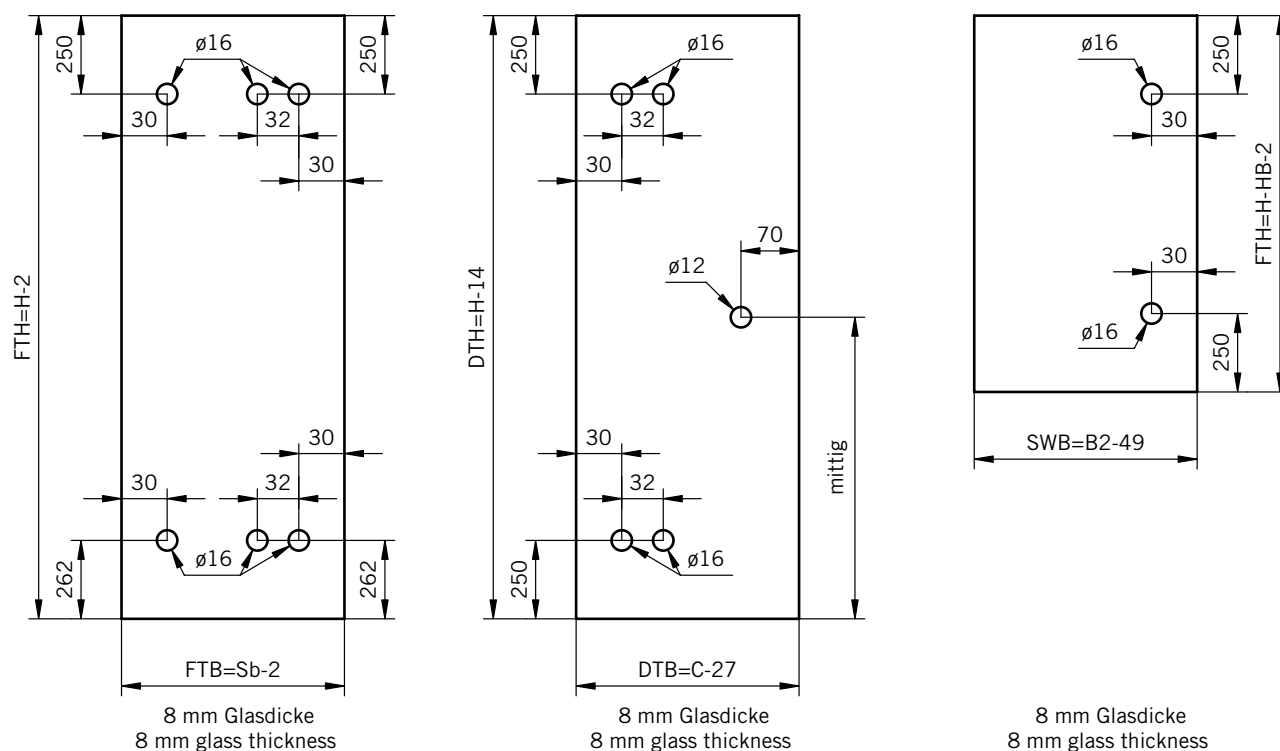 250
ø16
250
30
32
30
FTH=H-2
30
30
32
ø16
262
262
FTB=Sb-2
8 mm Glasdicke
8 mm glass thickness
250
ø16
32
30
70
ø12
DTH=H-14
mittig
30
32
250
ø16
DTB=C-27
8 mm Glasdicke
8 mm glass thickness
ø16
250
30
FTH=H-HB-2
30
ø16
250
SWB=B2-49
8 mm Glasdicke
8 mm glass thickness